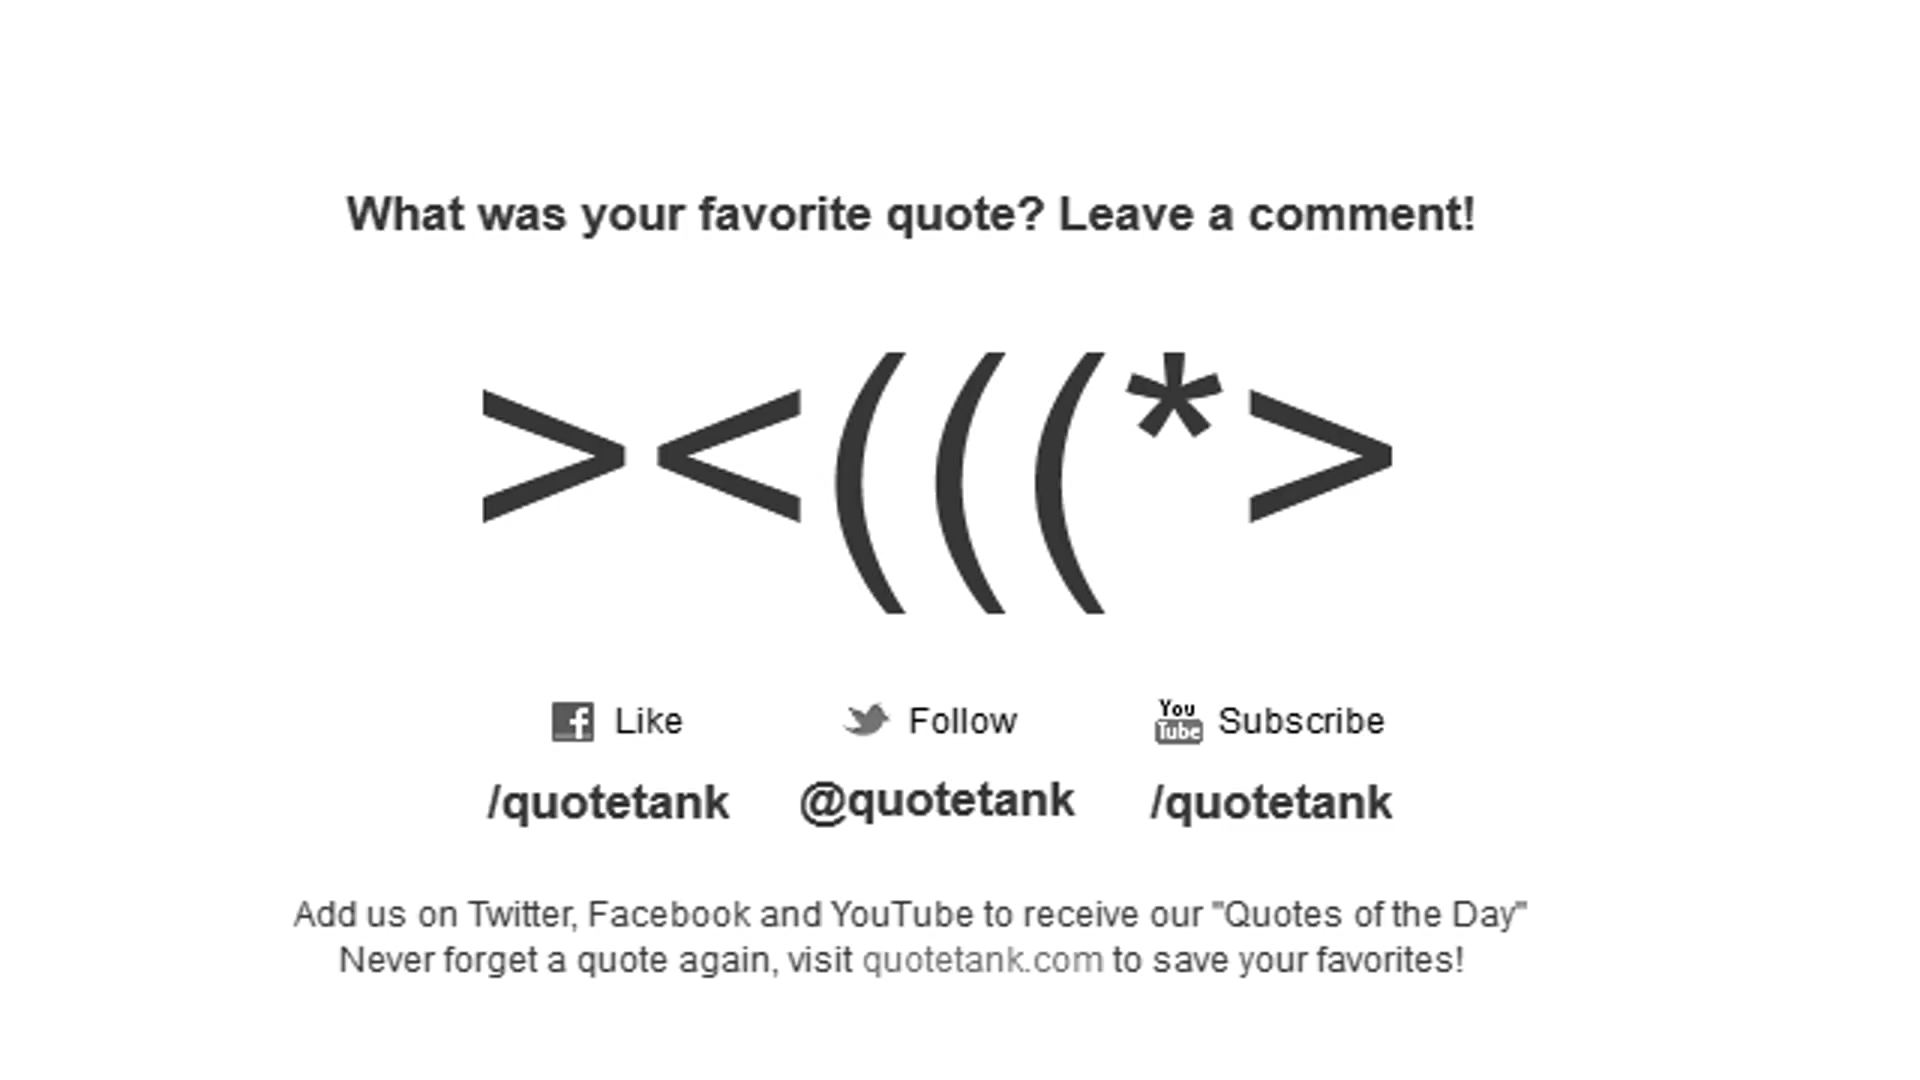 What was your favorite quote? Leave a comment!
><(((*>
f Like Follow You Tube Subscribe
/quotetank @quotetank /quotetank
Add us on Twitter, Facebook and YouTube to receive our "Quotes of the Day"
Never forget a quote again, visit quotetank.com to save your favorites!